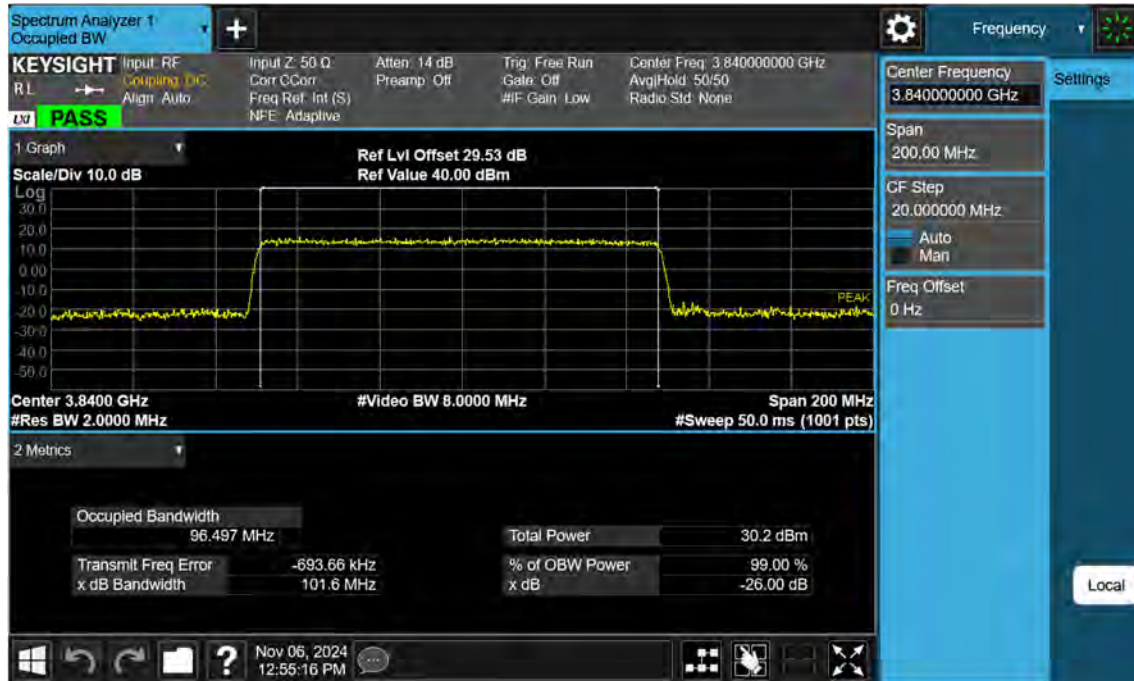 Spectrum Analyzer 1
Occupied BW
+
Frequency
KEYSIGHT Input: RF Input Z: 50 Ω Atten: 14 dB Trig: Free Run Center Freq: 3.840000000 GHz
RL Coupling: DC Corr CCorr Preamp: Off Gate: Off Avg|Hold: 50/50
Align: Auto Freq Ref: Int (S) #IF Gain: Low Radio Std: None
LXI PASS NFE: Adaptive
Center Frequency
3.840000000 GHz
Settings
Span
200.00 MHz
CF Step
20.000000 MHz
Auto
Man
Freq Offset
0 Hz
1 Graph
Ref Lvl Offset 29.53 dB
Scale/Div 10.0 dB Ref Value 40.00 dBm
Log
30.0
20.0
10.0
0.00
-10.0
PEAK
-20.0
-30.0
-40.0
-50.0
Center 3.8400 GHz #Video BW 8.0000 MHz Span 200 MHz
#Res BW 2.0000 MHz #Sweep 50.0 ms (1001 pts)
2 Metrics
Occupied Bandwidth
96.497 MHz Total Power 30.2 dBm
Transmit Freq Error -693.66 kHz % of OBW Power 99.00 %
x dB Bandwidth 101.6 MHz x dB -26.00 dB
Local
? Nov 06, 2024
12:55:16 PM